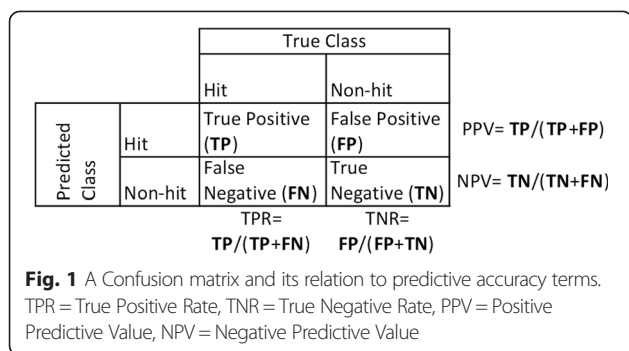 True Class
Hit Non-hit
Predicted Class
Hit
True Positive (TP)
False Positive (FP)
PPV= TP/(TP+FP)
Non-hit
False Negative (FN)
True Negative (TN)
NPV= TN/(TN+FN)
TPR= TP/(TP+FN)
TNR= FP/(FP+TN)
Fig. 1 A Confusion matrix and its relation to predictive accuracy terms.
TPR = True Positive Rate, TNR = True Negative Rate, PPV = Positive
Predictive Value, NPV = Negative Predictive Value